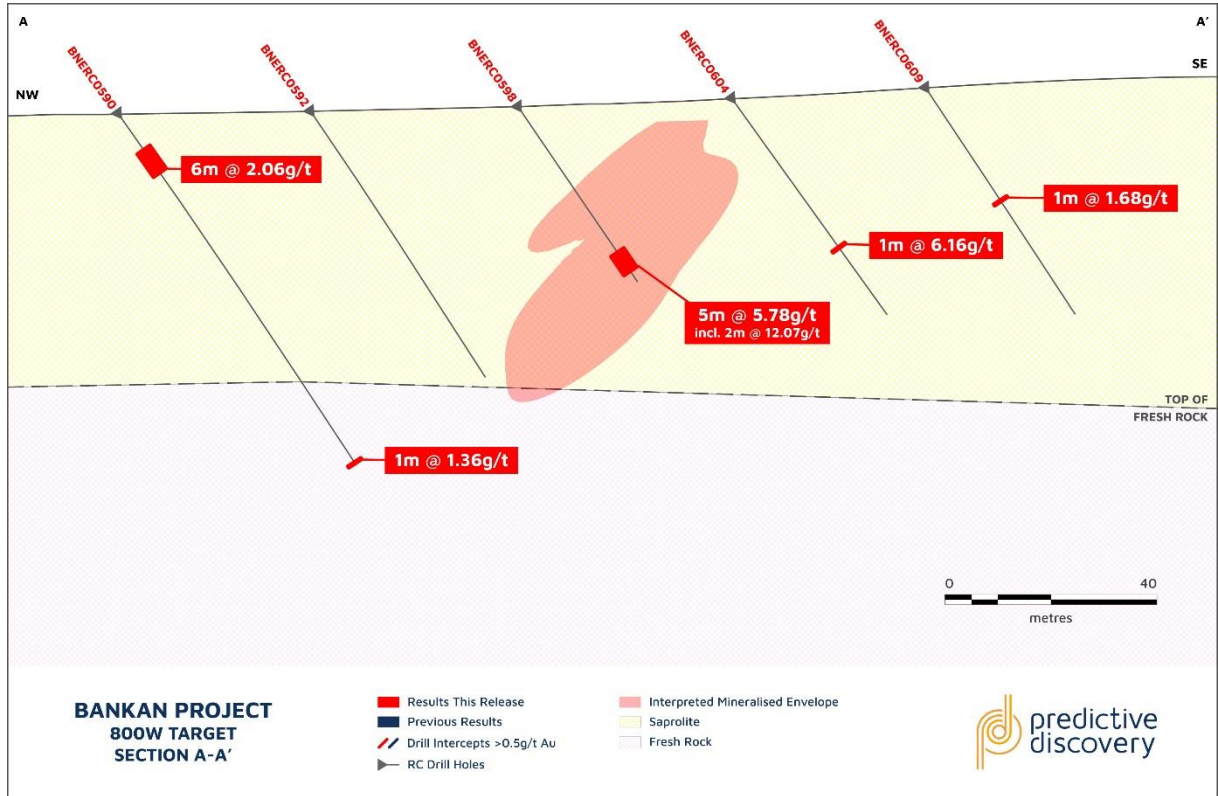 A
A’
NW
SE
BNERC0590
BNERC0592
BNERC0598
BNERC0604
BNERC0609
6m @ 2.06g/t
1m @ 1.68g/t
1m @ 6.16g/t
5m @ 5.78g/t
incl. 2m @ 12.07g/t
TOP OF
FRESH ROCK
1m @ 1.36g/t
0
40
metres
BANKAN PROJECT
800W TARGET
SECTION A-A’
Results This Release
Previous Results
Drill Intercepts >0.5g/t Au
RC Drill Holes
Interpreted Mineralised Envelope
Saprolite
Fresh Rock
predictive
discovery